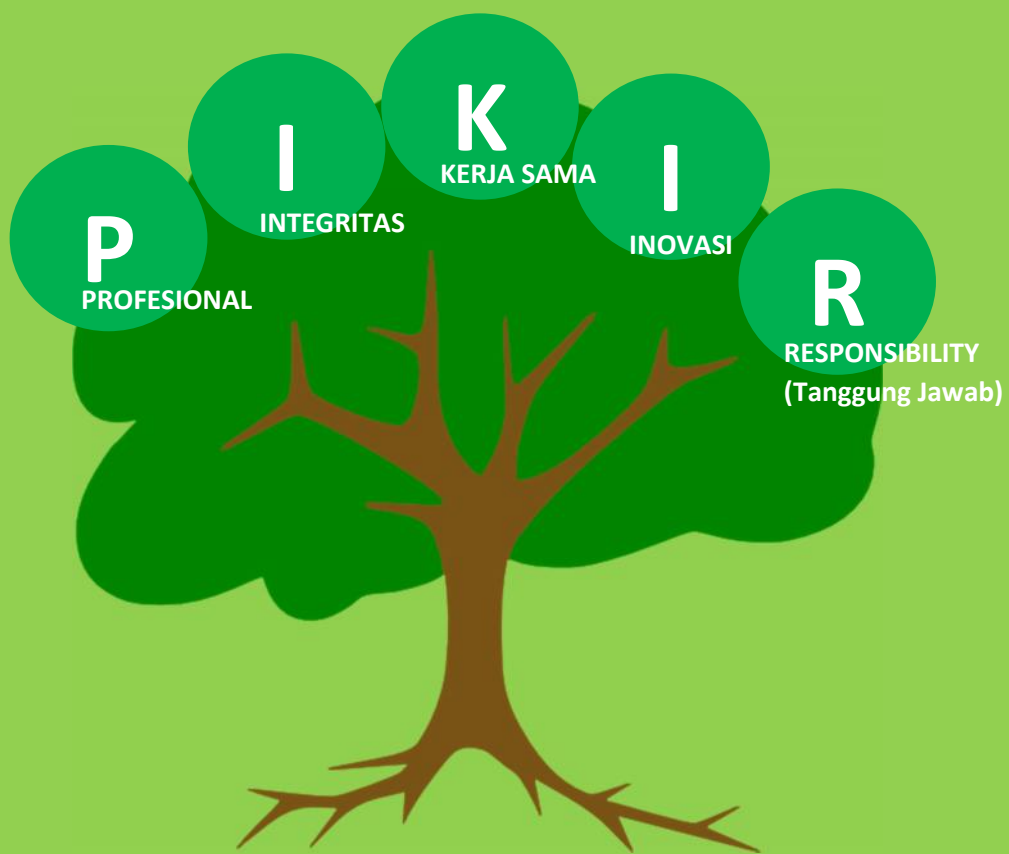 P
PROFESIONAL
I
INTEGRITAS
K
KERJA SAMA
I
INOVASI
R
RESPONSIBILITY
(Tanggung Jawab)